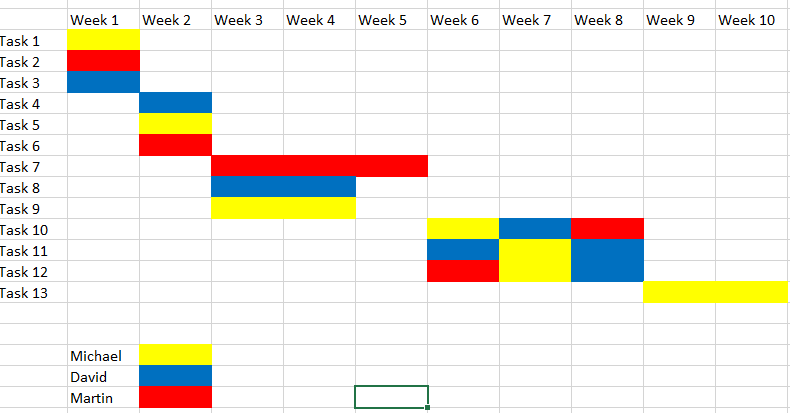 Week 1 Week 2 Week 3 Week 4 Week 5 Week 6 Week 7 Week 8 Week 9 Week 10
Task 1
Task 2
Task 3
Task 4
Task 5
Task 6
Task 7
Task 8
Task 9
Task 10
Task 11
Task 12
Task 13
Michael
David
Martin